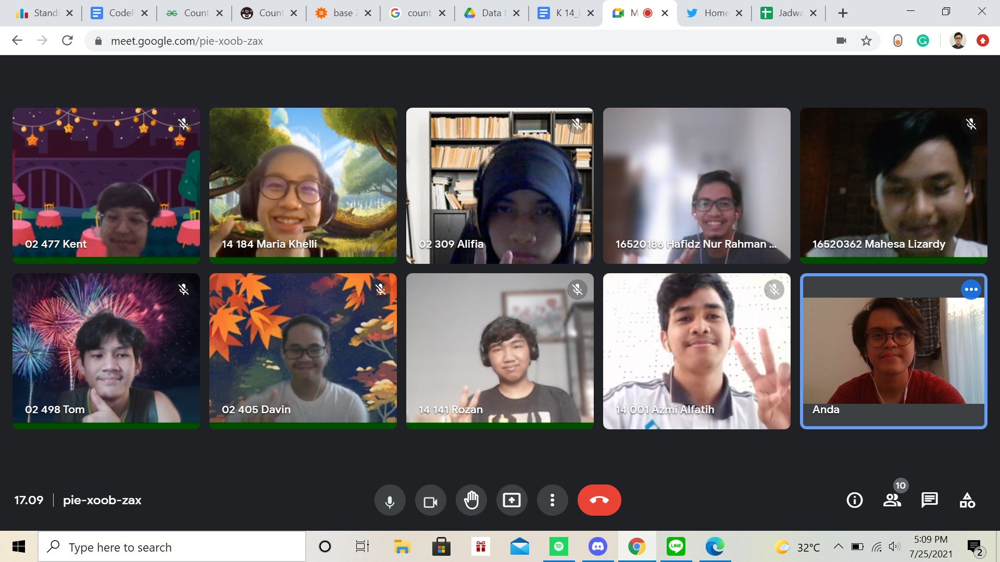 Standi
CodeF
Count
Count
base 2
count
Data E
K 14_
M
Home
Jadwa
meet.google.com/pie-xoob-zax
02 477 Kent
14 184 Maria Khelli
02 309 Alifia
16520186 Hafidz Nur Rahman ...
16520362 Mahesa Lizardy
02 498 Tom
02 405 Davin
14 141 Rozan
14 001 Azmi Alfatih
Anda
17.09
pie-xoob-zax
10
Type here to search
LINE
32°C
5:09 PM
7/25/2021
2